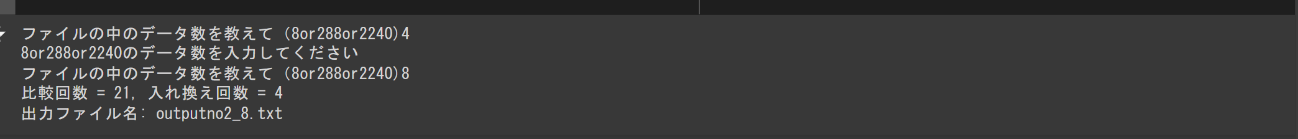 ファイルの中のデータ数を教えて (8or288or2240)4
8or288or2240のデータ数を入力してください
ファイルの中のデータ数を教えて (8or288or2240)8
比較回数 = 21, 入れ換え回数 = 4
出力ファイル名: outputno2_8.txt